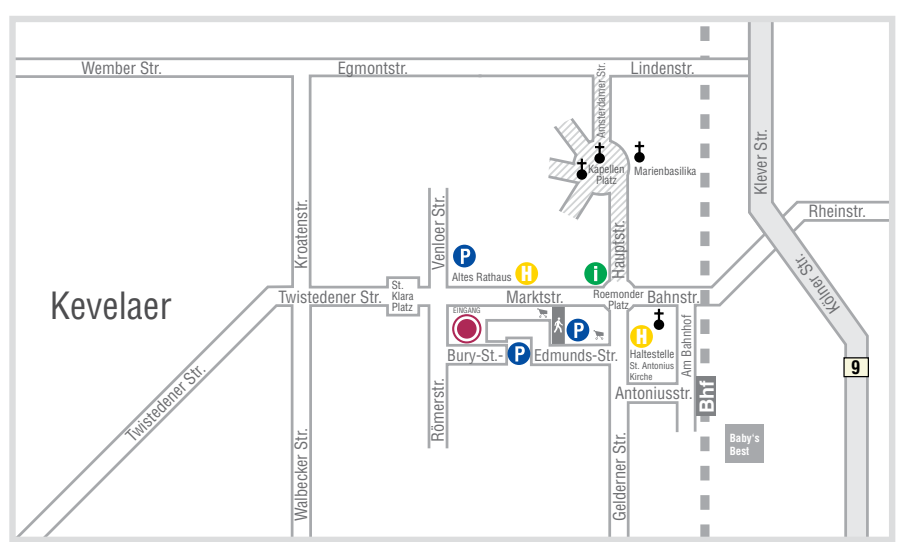 Wember Str.
Egmontstr.
Lindenstr.
Amsterdamer Str.
Klever Str.
Kapellen
Platz
Marienbasilika
Kroatenstr.
Venloer Str.
Hauptstr.
Rheinstr.
P
Altes Rathaus
H
i
Kölner Str.
Kevelaer
Twistedener Str.
St.
Klara
Platz
Marktstr.
Roemonder
Platz
Bahnstr.
EINGANG
P
H
Haltestelle
St. Antonius
Kirche
Am Bahnhof
Bury-St.-
P
Edmunds-Str.
9
Twistedener Str.
Römerstr.
Antoniusstr.
Bhf
Baby's
Best
Walbecker Str.
Gelderner Str.